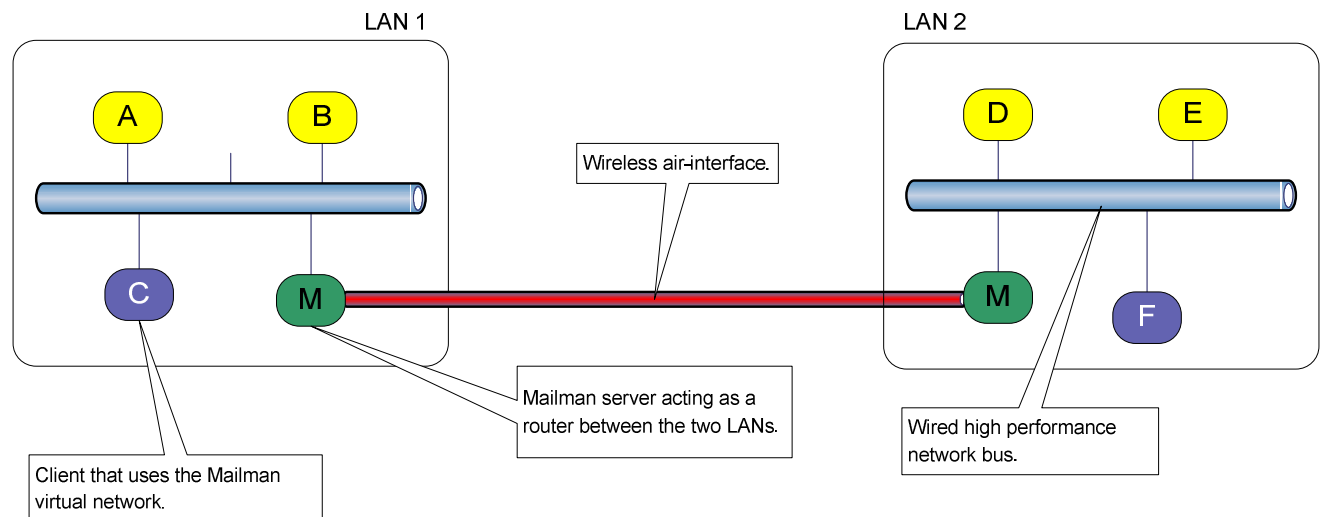 LAN 1
LAN 2
A
B
D
E
Wireless air-interface.
C
M
M
F
Mailman server acting as a
router between the two LANs.
Wired high performance
network bus.
Client that uses the Mailman
virtual network.